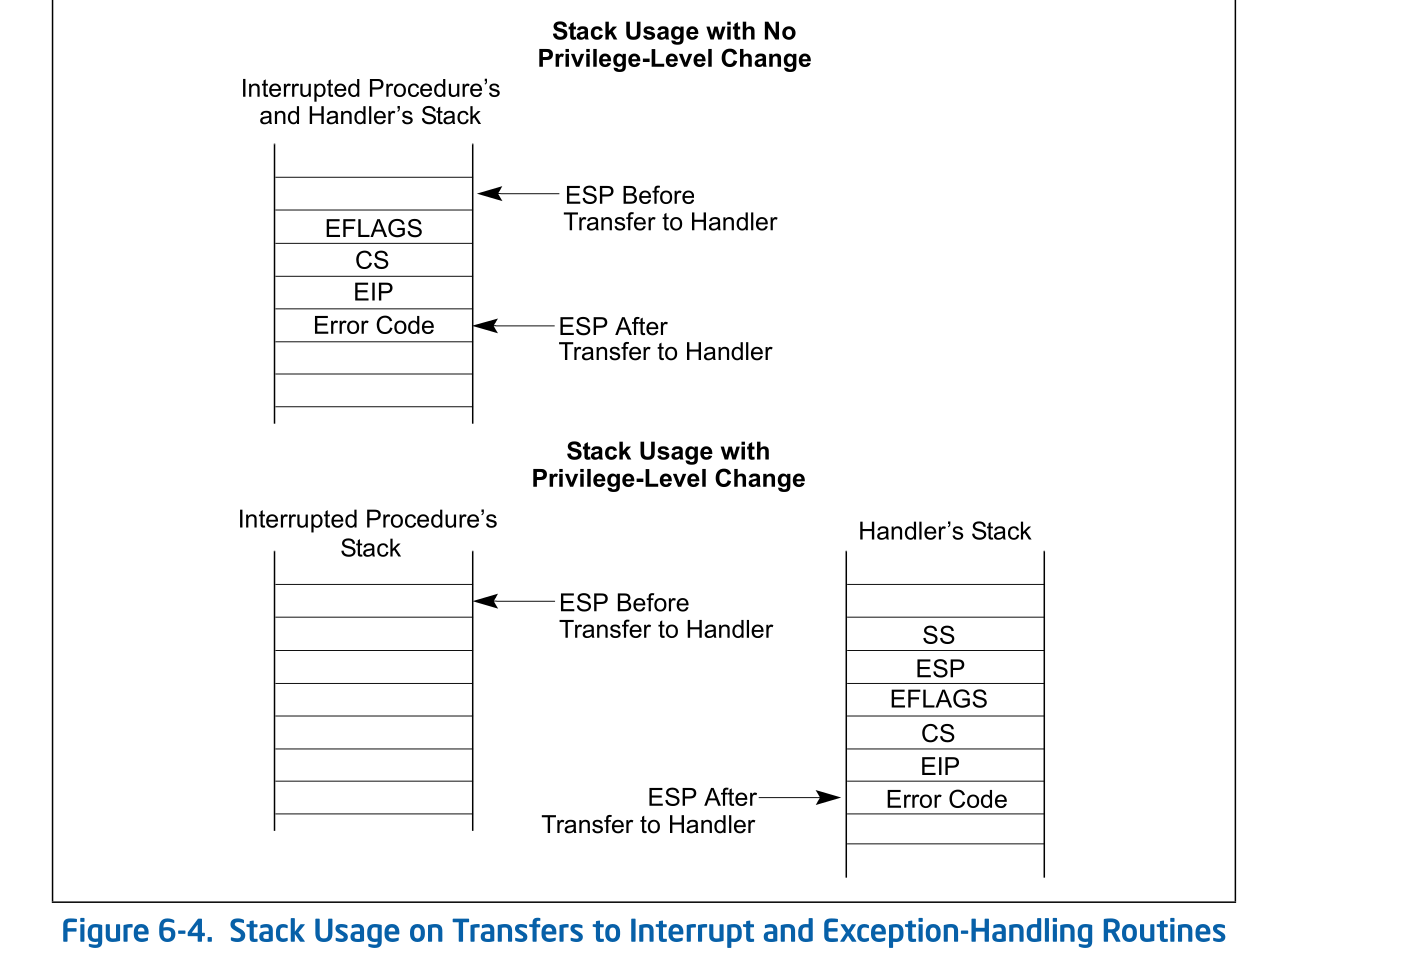 Stack Usage with No
Privilege-Level Change
Interrupted Procedure’s
and Handler’s Stack
ESP Before
Transfer to Handler
EFLAGS
CS
EIP
Error Code
ESP After
Transfer to Handler
Stack Usage with
Privilege-Level Change
Interrupted Procedure’s
Stack
Handler’s Stack
ESP Before
Transfer to Handler
SS
ESP
EFLAGS
CS
EIP
ESP After
Transfer to Handler
Error Code
Figure 6-4. Stack Usage on Transfers to Interrupt and Exception-Handling Routines